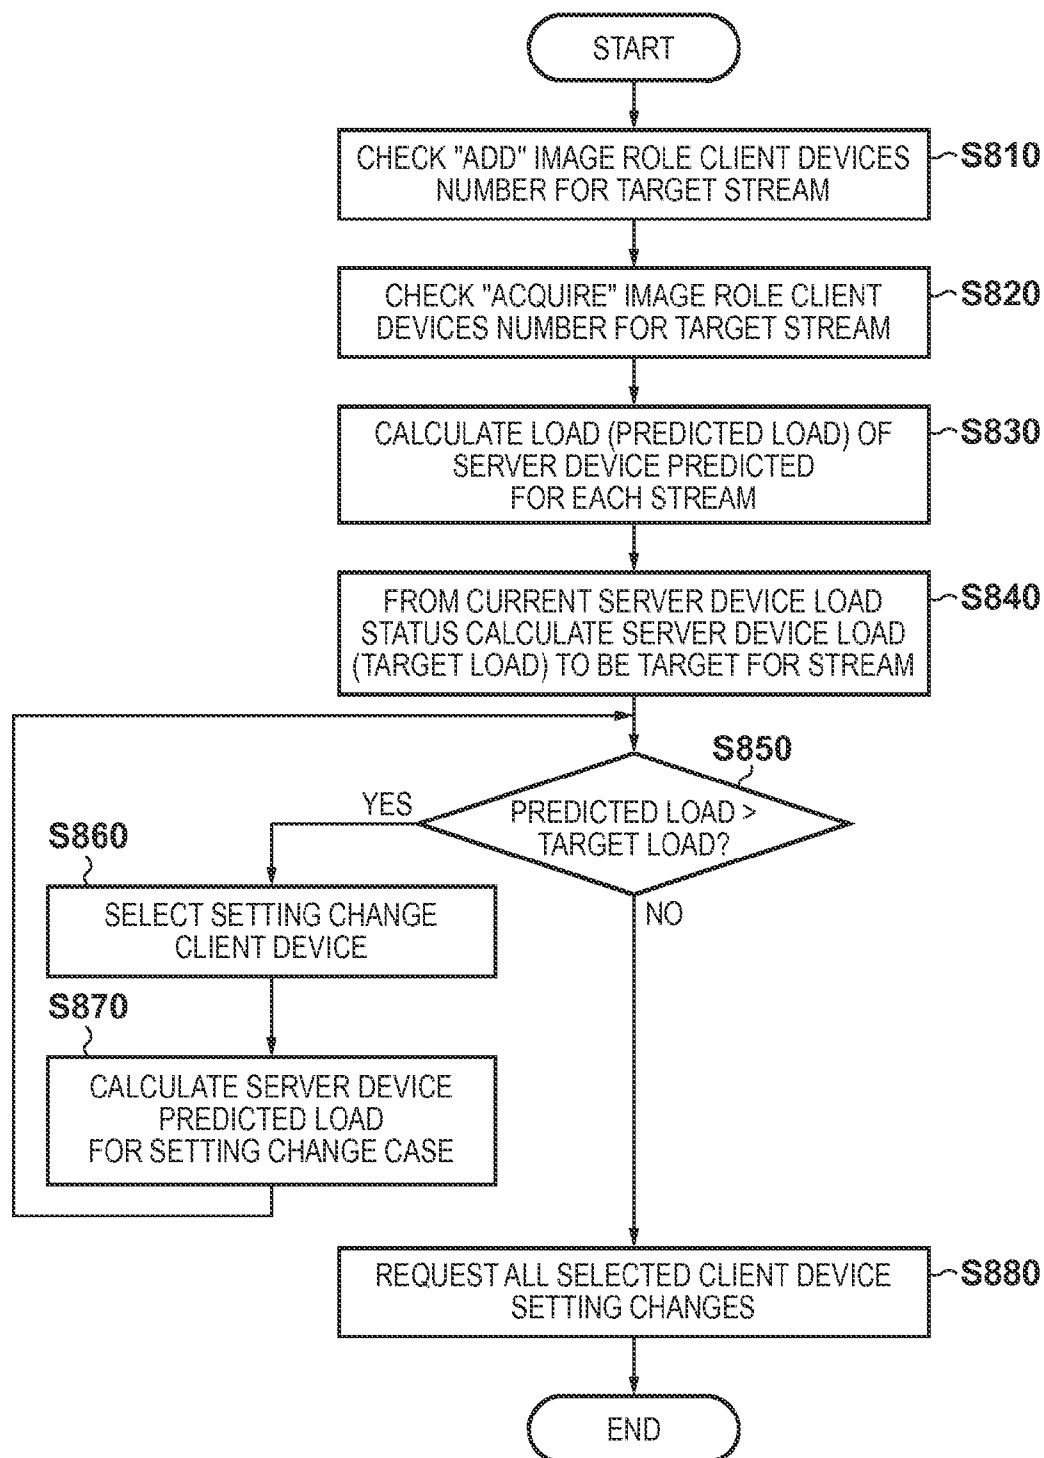 START
CHECK "ADD" IMAGE ROLE CLIENT DEVICES
NUMBER FOR TARGET STREAM
S810
CHECK "ACQUIRE" IMAGE ROLE CLIENT
DEVICES NUMBER FOR TARGET STREAM
S820
CALCULATE LOAD (PREDICTED LOAD) OF
SERVER DEVICE PREDICTED
FOR EACH STREAM
S830
FROM CURRENT SERVER DEVICE LOAD
STATUS CALCULATE SERVER DEVICE LOAD
(TARGET LOAD) TO BE TARGET FOR STREAM
S840
S850
PREDICTED LOAD >
TARGET LOAD?
YES
NO
S860
SELECT SETTING CHANGE
CLIENT DEVICE
S870
CALCULATE SERVER DEVICE
PREDICTED LOAD
FOR SETTING CHANGE CASE
REQUEST ALL SELECTED CLIENT DEVICE
SETTING CHANGES
S880
END